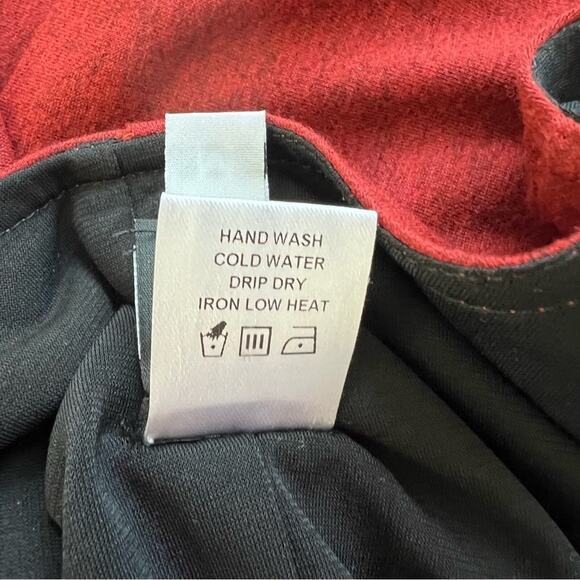 HAND WASH
COLD WATER
DRIP DRY
IRON LOW HEAT